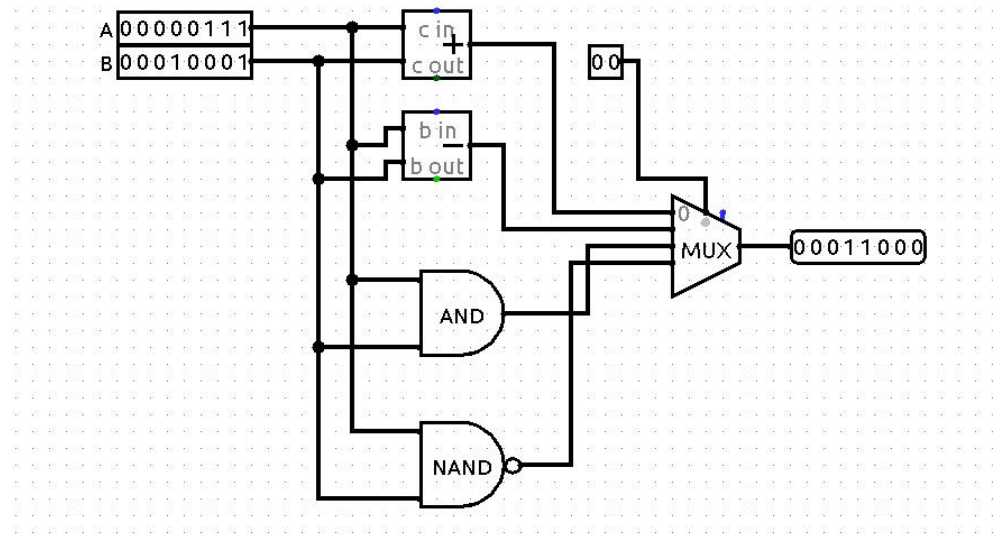 A 00000111
B 00010001
c in
+
c out
00
b in
−
b out
0
MUX
00011000
AND
NAND